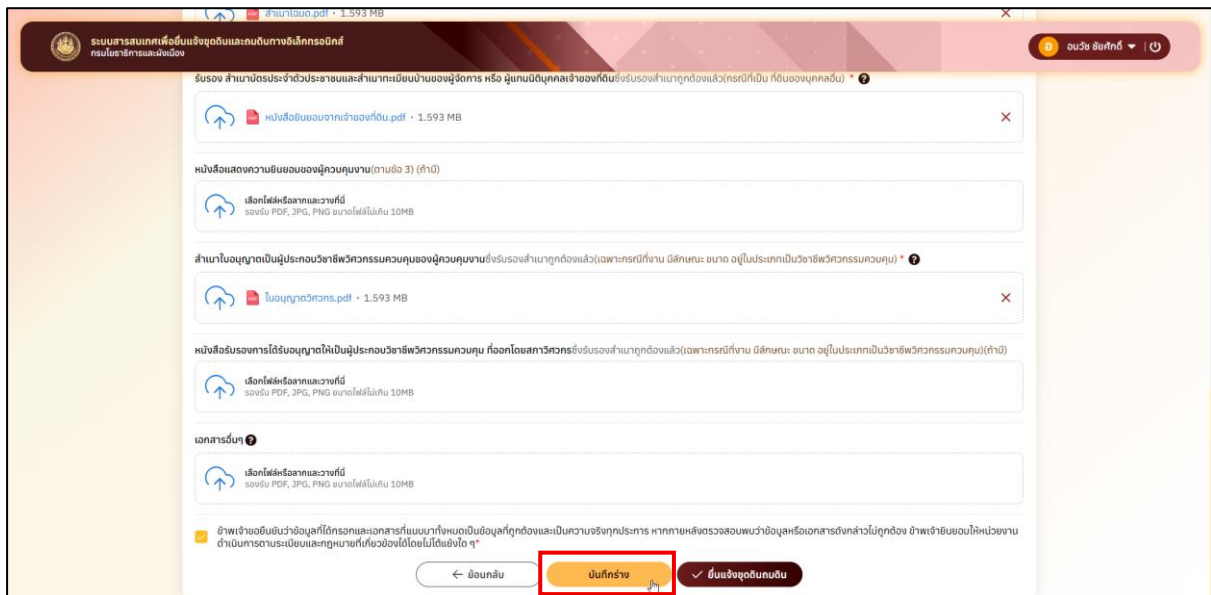 สำเนาโฉนด.pdf • 1.593 MB
ระบบสารสนเทศเพื่อยื่นแจ้งขุดดินและถมดินทางอิเล็กทรอนิกส์
กรมโยธาธิการและผังเมือง
อ อนวัช ชัยศักดิ์
รับรอง สำเนาบัตรประจำตัวประชาชนและสำเนาทะเบียนบ้านของผู้จัดการ หรือ ผู้แทนนิติบุคคลเจ้าของที่ดินซึ่งรับรองสำเนาถูกต้องแล้ว(กรณีที่เป็น ที่ดินของบุคคลอื่น) *
หนังสือยินยอมจากเจ้าของที่ดิน.pdf • 1.593 MB
หนังสือแสดงความยินยอมของผู้ควบคุมงาน(ตามข้อ 3) (ถ้ามี)
เลือกไฟล์หรือลากและวางที่นี่
รองรับ PDF, JPG, PNG ขนาดไฟล์ไม่เกิน 10MB
สำเนาใบอนุญาตเป็นผู้ประกอบวิชาชีพวิศวกรรมควบคุมของผู้ควบคุมงานซึ่งรับรองสำเนาถูกต้องแล้ว(เฉพาะกรณีที่งาน มีลักษณะ ขนาด อยู่ในประเภทเป็นวิชาชีพวิศวกรรมควบคุม) *
ใบอนุญาตวิศวกร.pdf • 1.593 MB
หนังสือรับรองการได้รับอนุญาตให้เป็นผู้ประกอบวิชาชีพวิศวกรรมควบคุม ที่ออกโดยสภาวิศวกรซึ่งรับรองสำเนาถูกต้องแล้ว(เฉพาะกรณีที่งาน มีลักษณะ ขนาด อยู่ในประเภทเป็นวิชาชีพวิศวกรรมควบคุม)(ถ้ามี)
เลือกไฟล์หรือลากและวางที่นี่
รองรับ PDF, JPG, PNG ขนาดไฟล์ไม่เกิน 10MB
เอกสารอื่นๆ
เลือกไฟล์หรือลากและวางที่นี่
รองรับ PDF, JPG, PNG ขนาดไฟล์ไม่เกิน 10MB
ข้าพเจ้าขอยืนยันว่าข้อมูลที่ได้กรอกและเอกสารที่แนบมาทั้งหมดเป็นข้อมูลที่ถูกต้องและเป็นความจริงทุกประการ หากภายหลังตรวจสอบพบว่าข้อมูลหรือเอกสารดังกล่าวไม่ถูกต้อง ข้าพเจ้ายินยอมให้หน่วยงาน
ดำเนินการตามระเบียบและกฎหมายที่เกี่ยวข้องได้โดยไม่โต้แย้งใด ๆ*
← ย้อนกลับ บันทึกร่าง ✓ ยื่นแจ้งขุดดินถมดิน